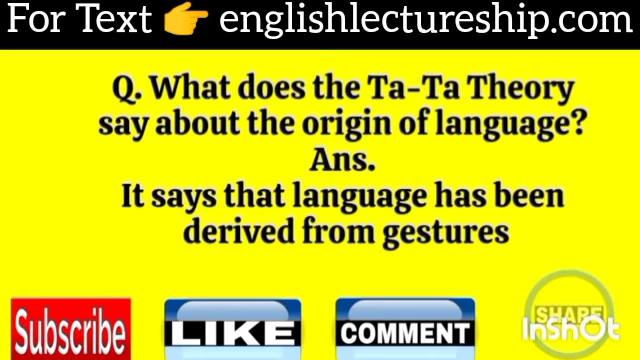 For Text 👉 englishlectureship.com
Q. What does the Ta-Ta Theory
say about the origin of language?
Ans.
It says that language has been
derived from gestures
Subscribe
LIKE
COMMENT
SHARE
InShOt